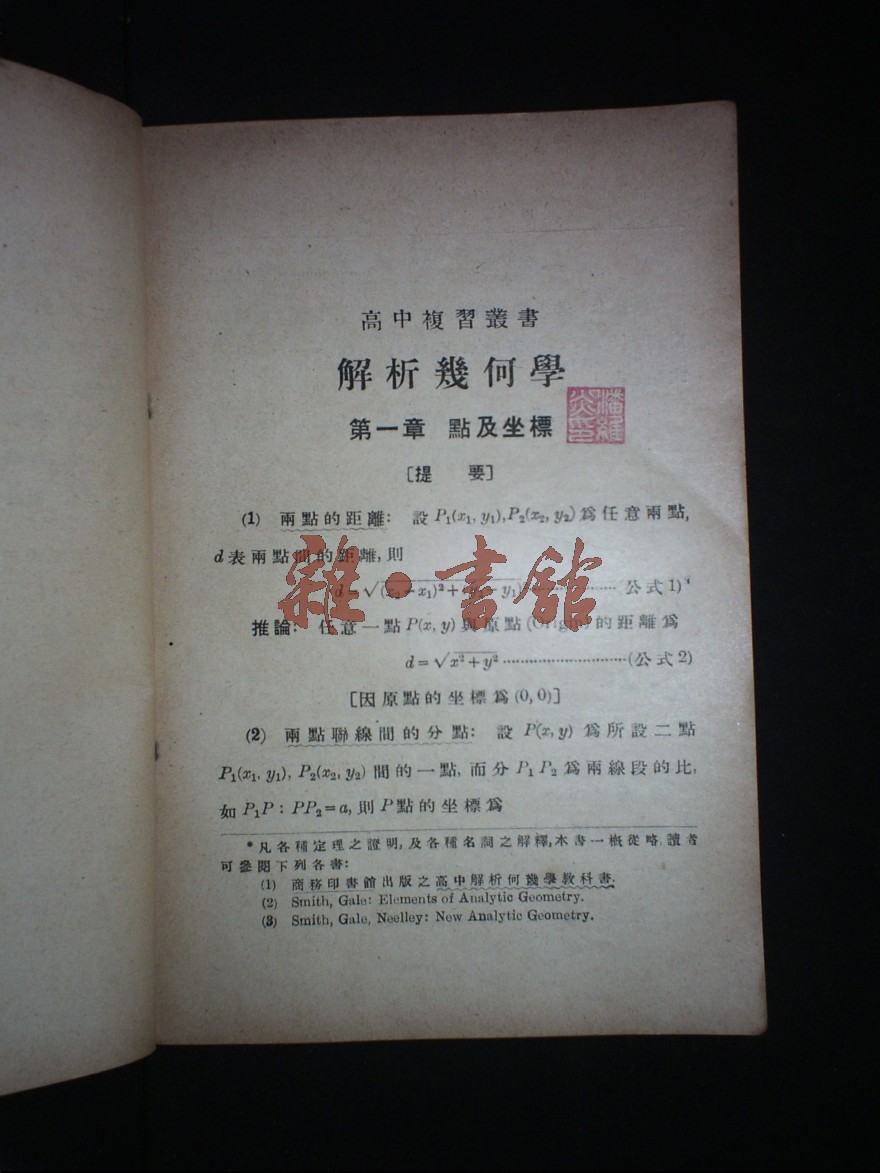 高中複習叢書
解析幾何學
第一章 點及坐標
[提 要]
(1) 兩點的距離: 設 P₁(x₁, y₁), P₂(x₂, y₂) 爲任意兩點,
d 表兩點間的距離, 則
d = √(x₂ − x₁)² + y₁)………………公式 1)*
推論: 任意一點 P(x, y) 與原點 (Origin) 的距離爲
d = √x² + y² ………………………(公式 2)
[因原點的坐標爲 (0, 0)]
(2) 兩點聯線間的分點: 設 P(x, y) 爲所設二點
P₁(x₁, y₁), P₂(x₂, y₂) 間的一點, 而分 P₁ P₂ 爲兩線段的比,
如 P₁P : PP₂ = a, 則 P 點的坐標爲
* 凡各種定理之證明, 及各種名詞之解釋, 本書一概從略, 讀者
可參閱下列各書:
(1) 商務印書館出版之高中解析何幾學教科書.
(2) Smith, Gale: Elements of Analytic Geometry.
(3) Smith, Gale, Neelley: New Analytic Geometry.
雜·書館